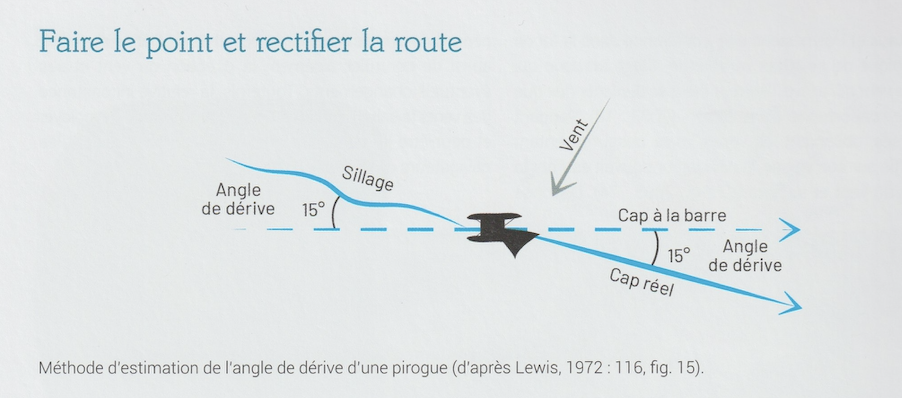 Faire le point et rectifier la route
Vent
Sillage
Angle
de dérive
15°
Cap à la barre
15°
Angle
de dérive
Cap réel
Méthode d'estimation de l'angle de dérive d'une pirogue (d'après Lewis, 1972 : 116, fig. 15).